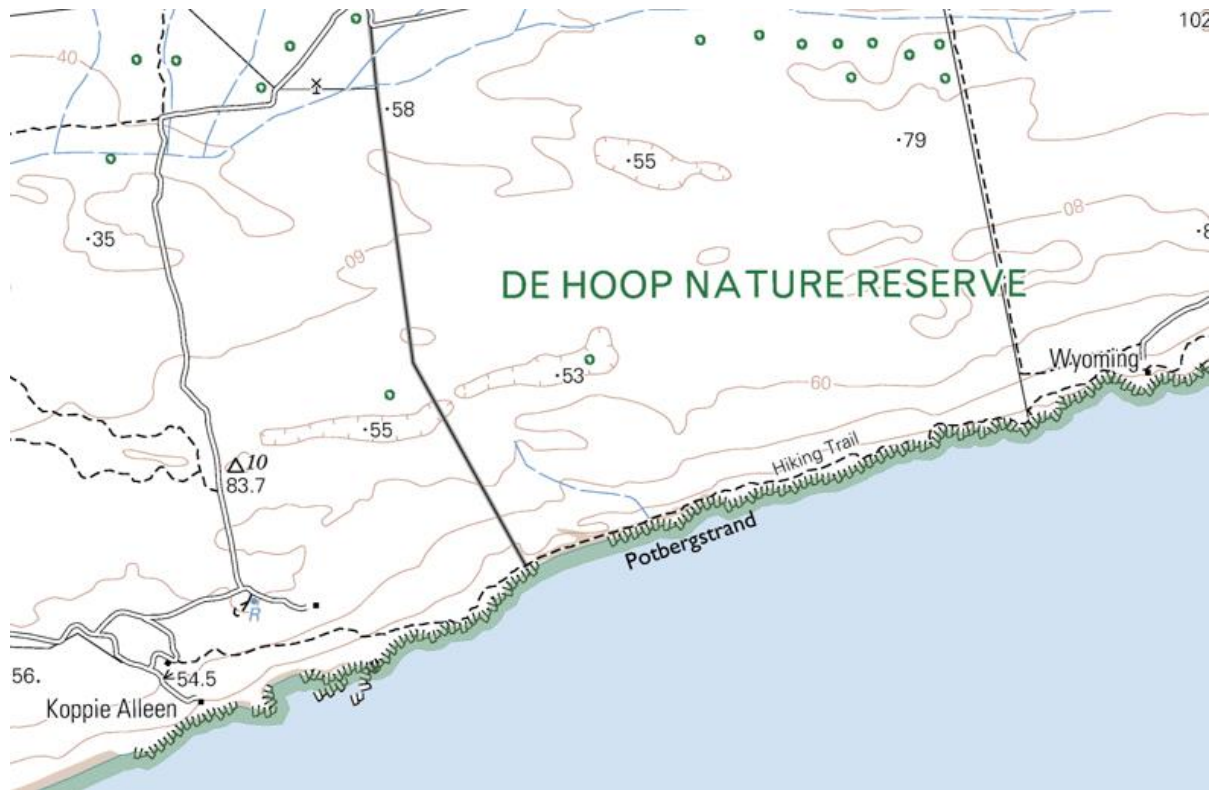 102
40
·58
·79
·55
80
·35
60
DE HOOP NATURE RESERVE
Wyoming
·53
60
·55
Hiking Trail
10
83.7
Potbergstrand
R
56.
54.5
Koppie Alleen